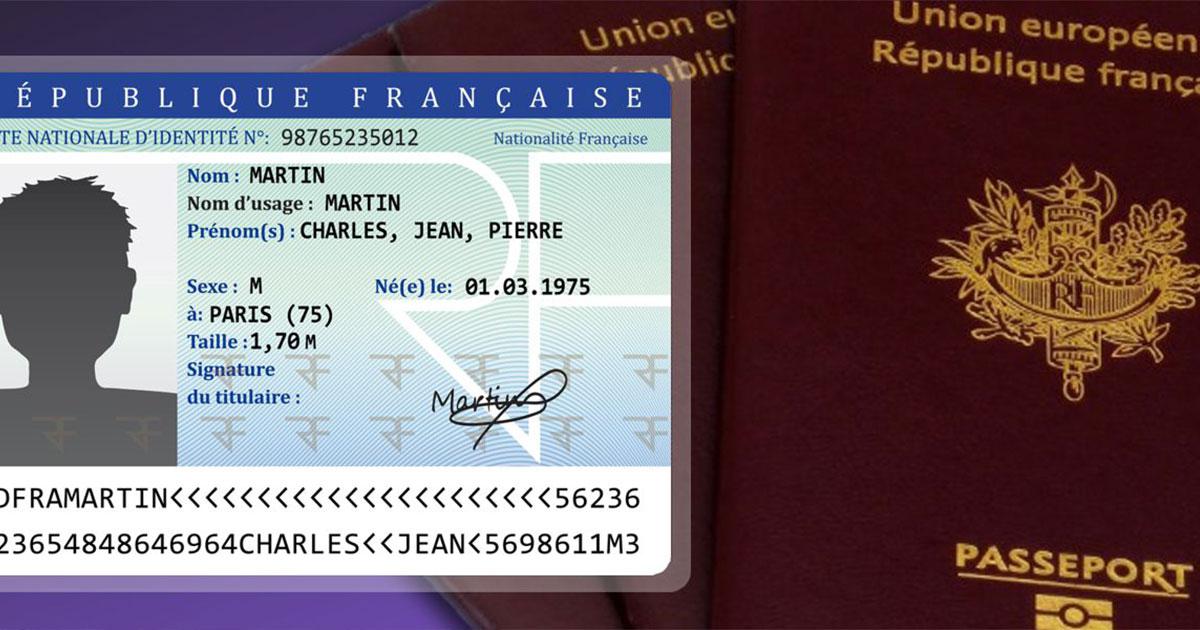 ÉPUBLIQUE FRANÇAISE
TE NATIONALE D'IDENTITÉ N°: 98765235012 Nationalité Française
Nom : MARTIN
Nom d'usage : MARTIN
Prénom(s) : CHARLES, JEAN, PIERRE
Sexe : M Né(e) le: 01.03.1975
à: PARIS (75)
Taille : 1,70 M
Signature
du titulaire :
Martin
DFRAMARTIN<<<<<<<<<<<<<<<<<<<<<<<<<<56236
23654848646964CHARLES<<JEAN<5698611M3
Union eu
républic
Union européen
République frança
RF
PASSEPORT